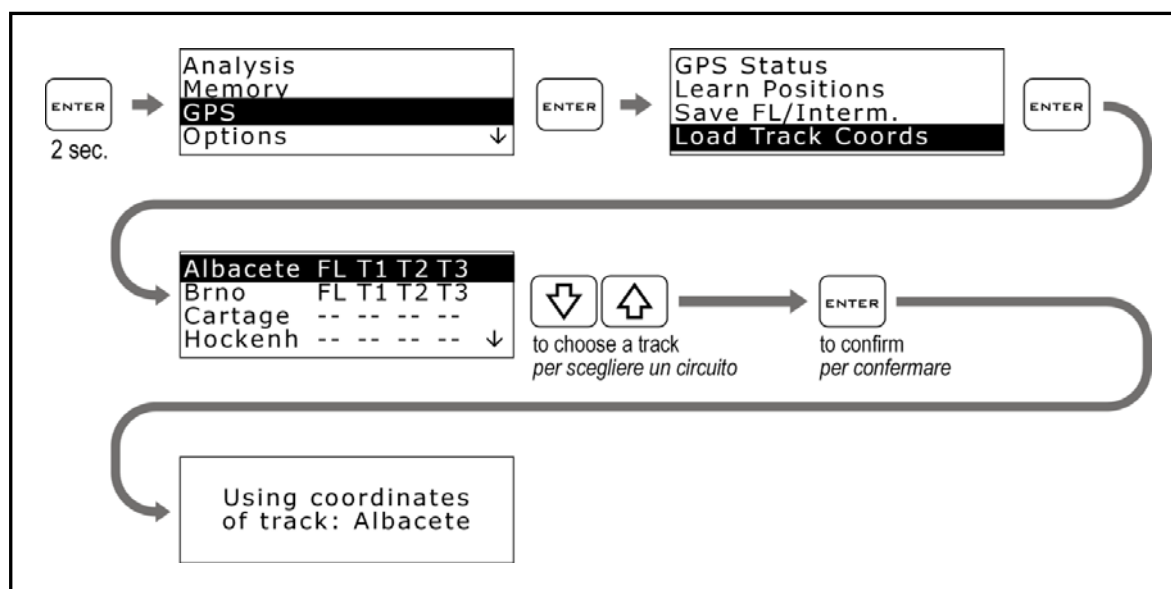 ENTER
2 sec.
Analysis
Memory
GPS
Options ↓
ENTER
GPS Status
Learn Positions
Save FL/Interm.
Load Track Coords
ENTER
Albacete FL T1 T2 T3
Brno FL T1 T2 T3
Cartage -- -- -- --
Hockenh -- -- -- -- ↓
to choose a track
per scegliere un circuito
ENTER
to confirm
per confermare
Using coordinates
of track: Albacete